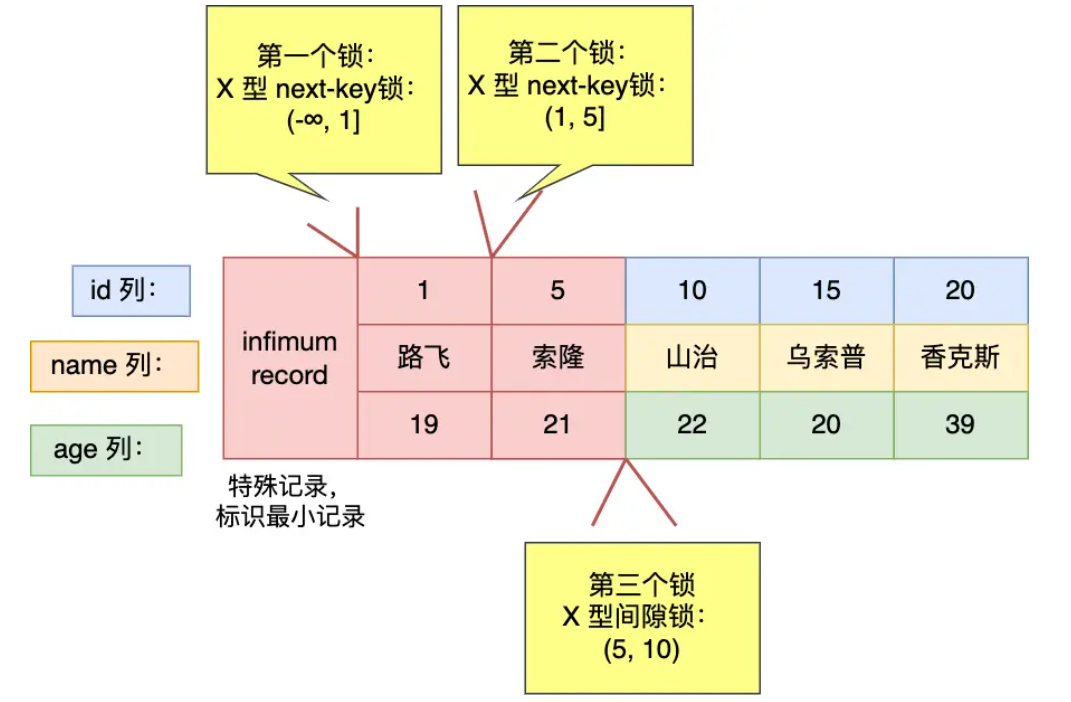 第一个锁：
X 型 next-key锁：
(-∞, 1]
第二个锁：
X 型 next-key锁：
(1, 5]
id 列：
1
5
10
15
20
infimum
record
name 列：
路飞
索隆
山治
乌索普
香克斯
age 列：
19
21
22
20
39
特殊记录，
标识最小记录
第三个锁
X 型间隙锁：
(5, 10)